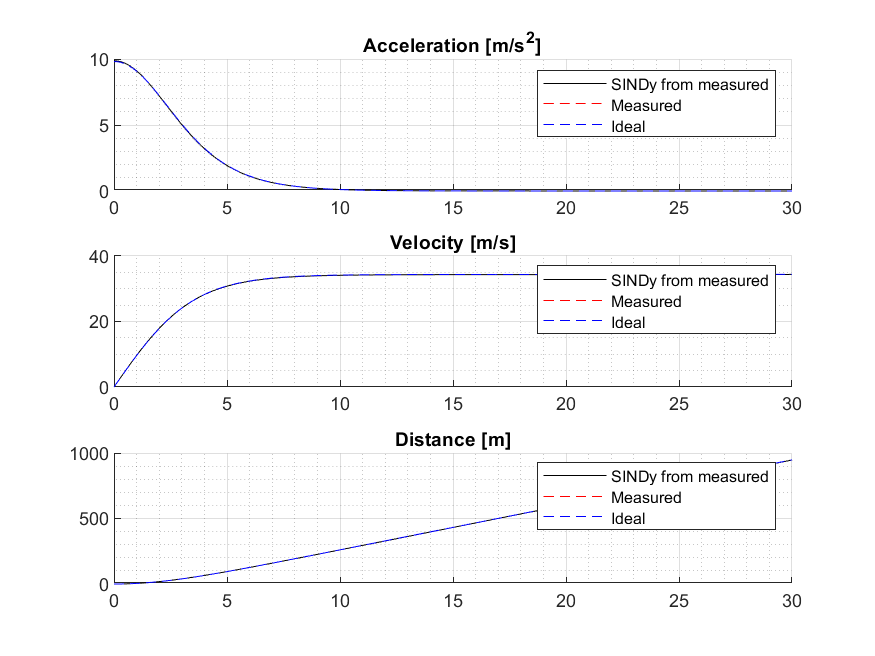 Acceleration [m/s²]
10
5
0
SINDy from measured
Measured
Ideal
0 5 10 15 20 25 30
Velocity [m/s]
40
20
0
SINDy from measured
Measured
Ideal
0 5 10 15 20 25 30
Distance [m]
1000
500
0
SINDy from measured
Measured
Ideal
0 5 10 15 20 25 30